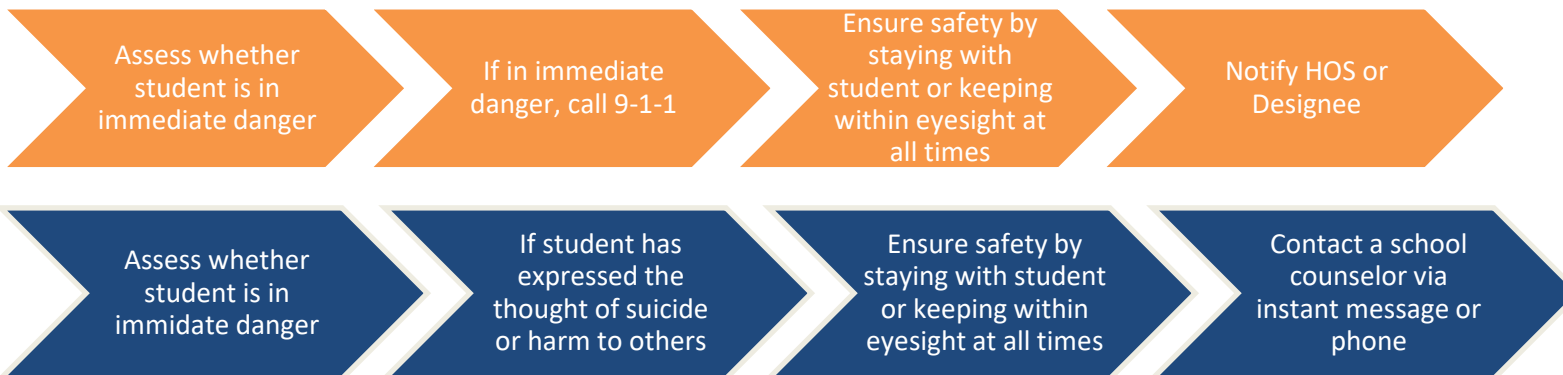 Assess whether
student is in
immediate danger
If in immediate
danger, call 9-1-1
Ensure safety by
staying with
student or keeping
within eyesight at
all times
Notify HOS or
Designee
Assess whether
student is in
immidate danger
If student has
expressed the
thought of suicide
or harm to others
Ensure safety by
staying with student
or keeping within
eyesight at all times
Contact a school
counselor via
instant message or
phone